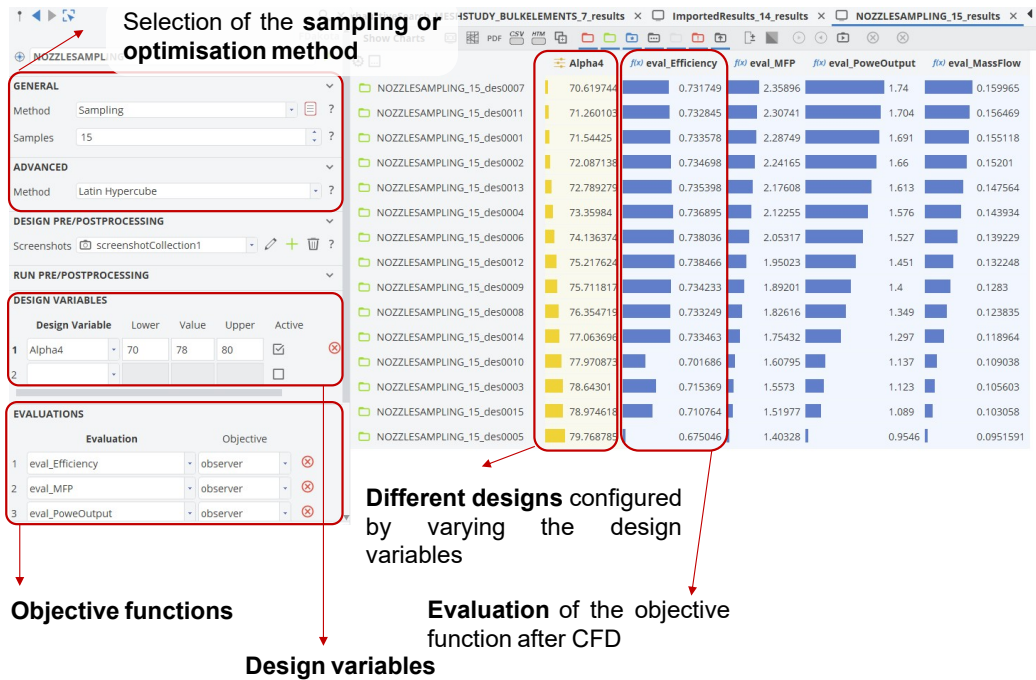 Selection of the sampling or
optimisation method
HSTUDY_BULKELEMENTS_7_results × ImportedResults_14_results × NOZZLESAMPLING_15_results ×
Show Charts PDF CSV HTM
NOZZLESAMPL
GENERAL
Method Sampling ?
Samples 15 ?
ADVANCED
Method Latin Hypercube ?
DESIGN PRE/POSTPROCESSING
Screenshots screenshotCollection1 ?
RUN PRE/POSTPROCESSING
DESIGN VARIABLES
Design Variable Lower Value Upper Active
1 Alpha4 70 78 80
2
EVALUATIONS
Evaluation Objective
1 eval_Efficiency observer
2 eval_MFP observer
3 eval_PoweOutput observer
Alpha4 f(x) eval_Efficiency f(x) eval_MFP f(x) eval_PoweOutput f(x) eval_MassFlow
NOZZLESAMPLING_15_des0007 70.619744 0.731749 2.35896 1.74 0.159965
NOZZLESAMPLING_15_des0011 71.260103 0.732845 2.30741 1.704 0.156469
NOZZLESAMPLING_15_des0001 71.54425 0.733578 2.28749 1.691 0.155118
NOZZLESAMPLING_15_des0002 72.087138 0.734698 2.24165 1.66 0.15201
NOZZLESAMPLING_15_des0013 72.789279 0.735398 2.17608 1.613 0.147564
NOZZLESAMPLING_15_des0004 73.35984 0.736895 2.12255 1.576 0.143934
NOZZLESAMPLING_15_des0006 74.136374 0.738036 2.05317 1.527 0.139229
NOZZLESAMPLING_15_des0012 75.217624 0.738466 1.95023 1.451 0.132248
NOZZLESAMPLING_15_des0009 75.711817 0.734233 1.89201 1.4 0.1283
NOZZLESAMPLING_15_des0008 76.354719 0.733249 1.82616 1.349 0.123835
NOZZLESAMPLING_15_des0014 77.063696 0.733463 1.75432 1.297 0.118964
NOZZLESAMPLING_15_des0010 77.970873 0.701686 1.60795 1.137 0.109038
NOZZLESAMPLING_15_des0003 78.64301 0.715369 1.5573 1.123 0.105603
NOZZLESAMPLING_15_des0015 78.974618 0.710764 1.51977 1.089 0.103058
NOZZLESAMPLING_15_des0005 79.768785 0.675046 1.40328 0.9546 0.0951591
Different designs configured
by varying the design
variables
Objective functions
Evaluation of the objective
function after CFD
Design variables